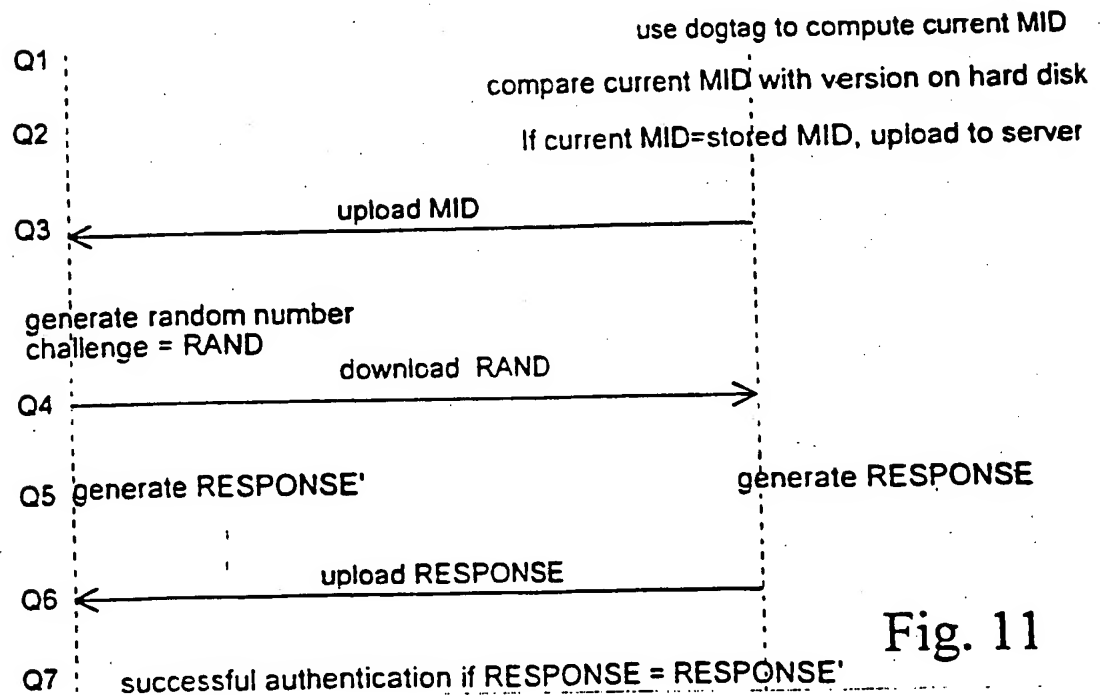 use dogtag to compute current MID
Q1
compare current MID with version on hard disk
Q2
If current MID=stored MID, upload to server
upload MID
Q3
generate random number
challenge = RAND
download RAND
Q4
Q5 generate RESPONSE'
generate RESPONSE
upload RESPONSE
Q6
Fig. 11
Q7 successful authentication if RESPONSE = RESPONSE'